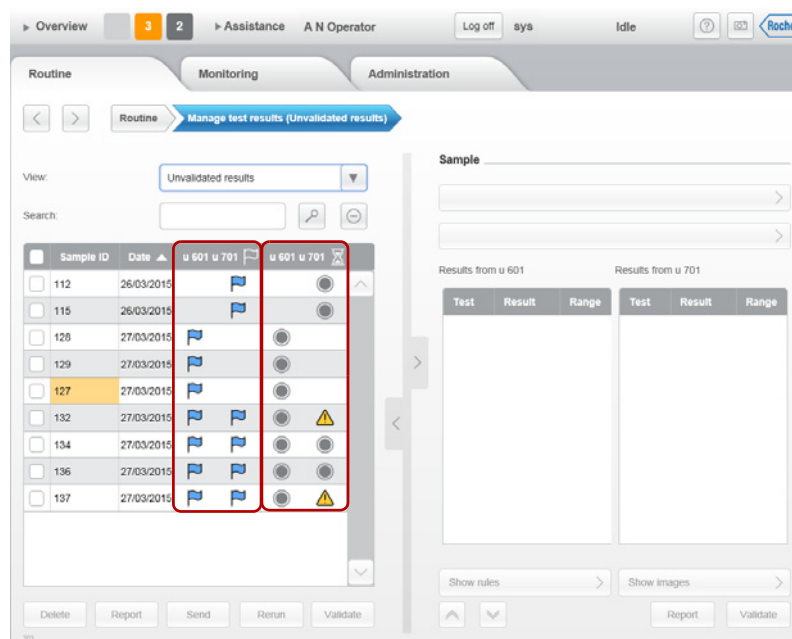 Overview 3 2 Assistance A N Operator Log off sys Idle Roche
Routine Monitoring Administration
Routine Manage test results (Unvalidated results)
Sample
View: Unvalidated results
Search:
Sample ID Date u 601 u 701 u 601 u 701
Results from u 601 Results from u 701
Test Result Range Test Result Range
112 26/03/2015
115 26/03/2015
128 27/03/2015
129 27/03/2015
127 27/03/2015
132 27/03/2015
134 27/03/2015
136 27/03/2015
137 27/03/2015
Show rules Show images
Delete Report Send Rerun Validate Report Validate